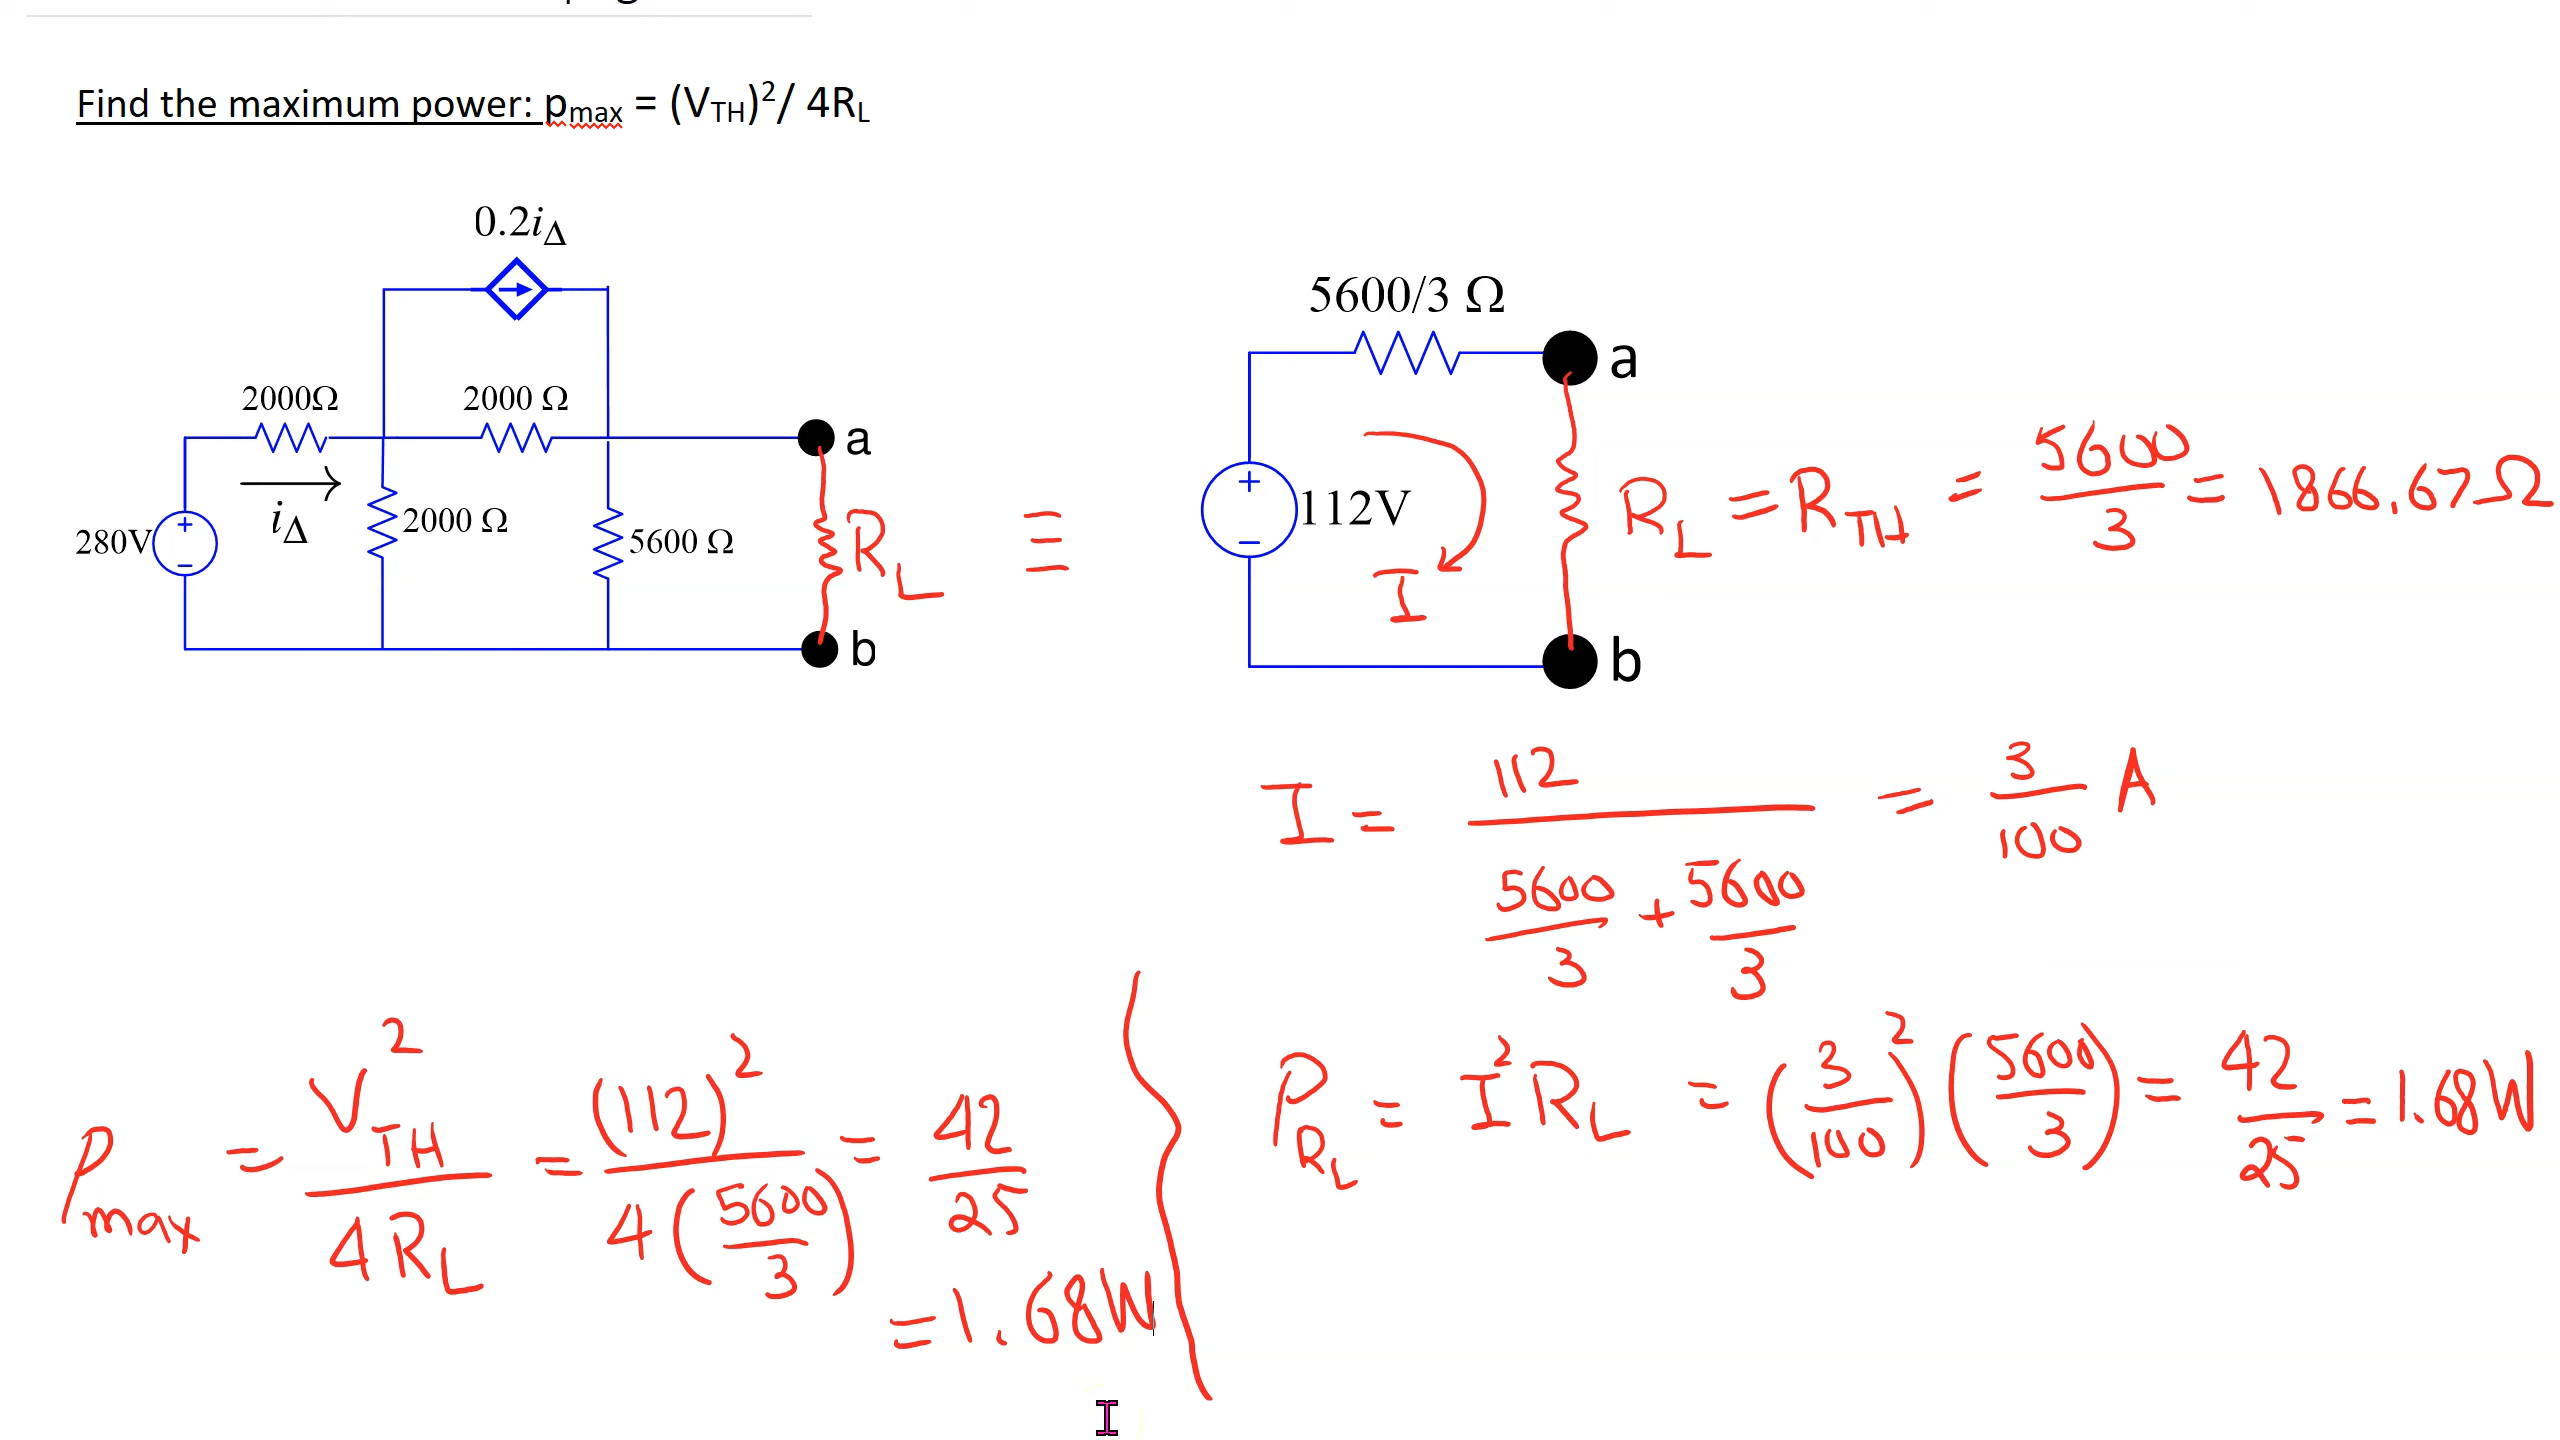 Find the maximum power: pmax = (VTH)²/ 4RL
0.2iΔ
2000Ω
2000 Ω
a
iΔ
2000 Ω
280V
+
−
5600 Ω
RL
b
≡
5600/3 Ω
a
+
112V
−
I
RL = RTH = 5600/3 = 1866.67Ω
b
I = 112 / (5600/3 + 5600/3) = 3/100 A
Pmax = VTH² / 4RL = (112)² / 4(5600/3) = 42/25
= 1.68W
PRL = I²RL = (3/100)² (5600/3) = 42/25 = 1.68W